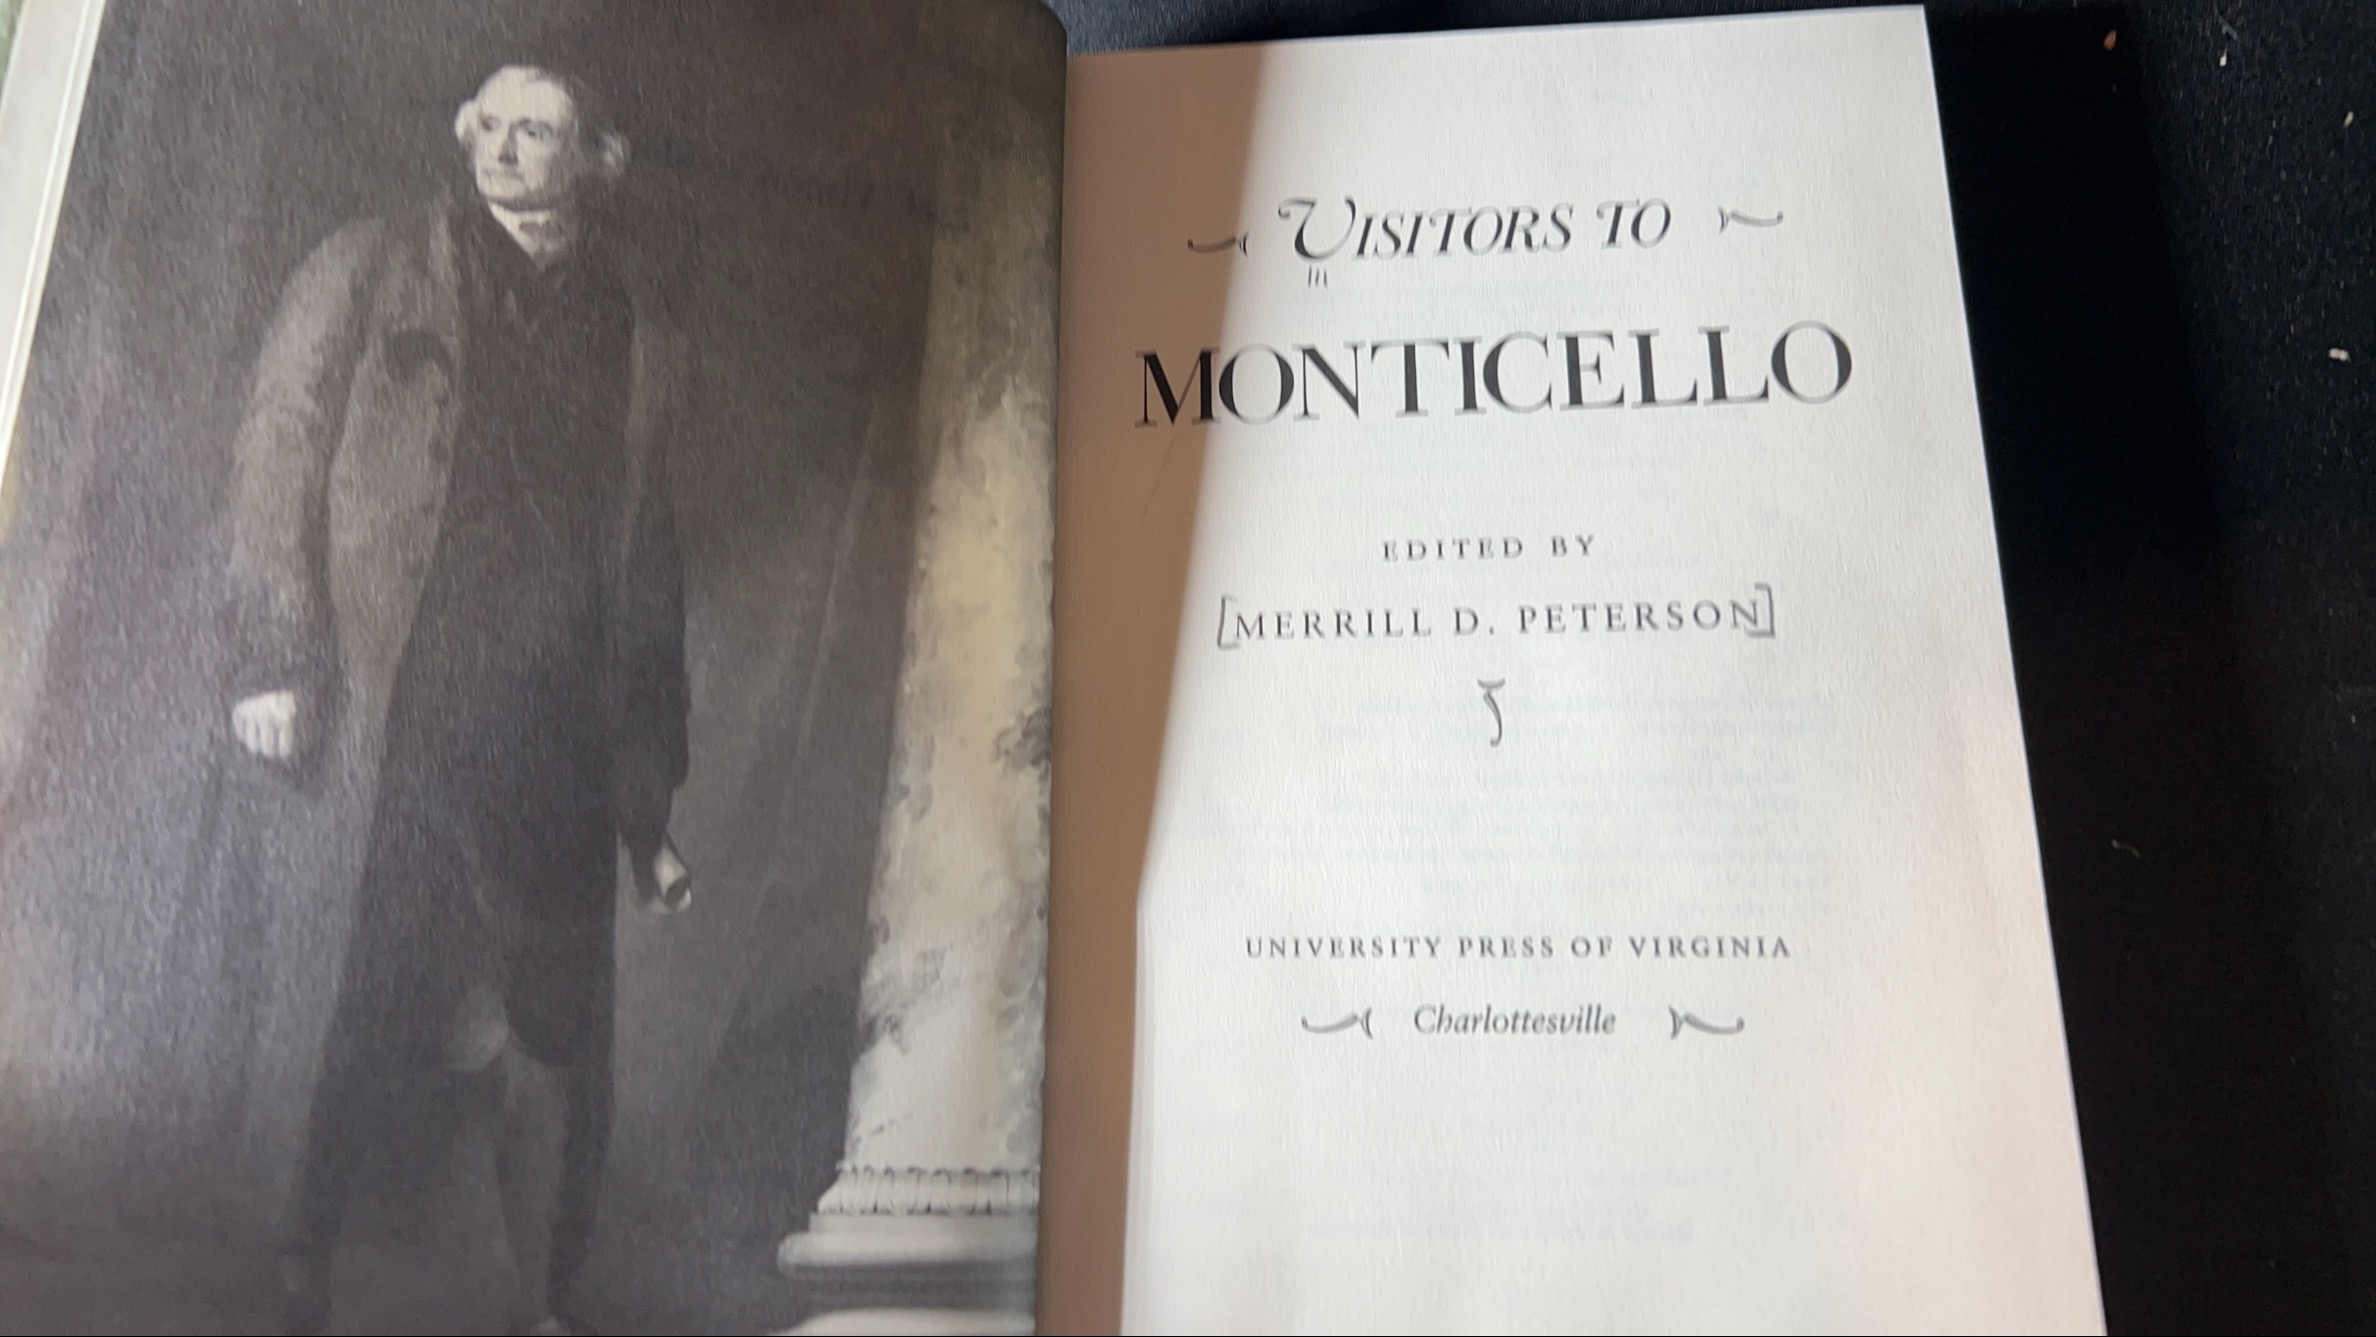 VISITORS TO
MONTICELLO
EDITED BY
[MERRILL D. PETERSON]
UNIVERSITY PRESS OF VIRGINIA
Charlottesville